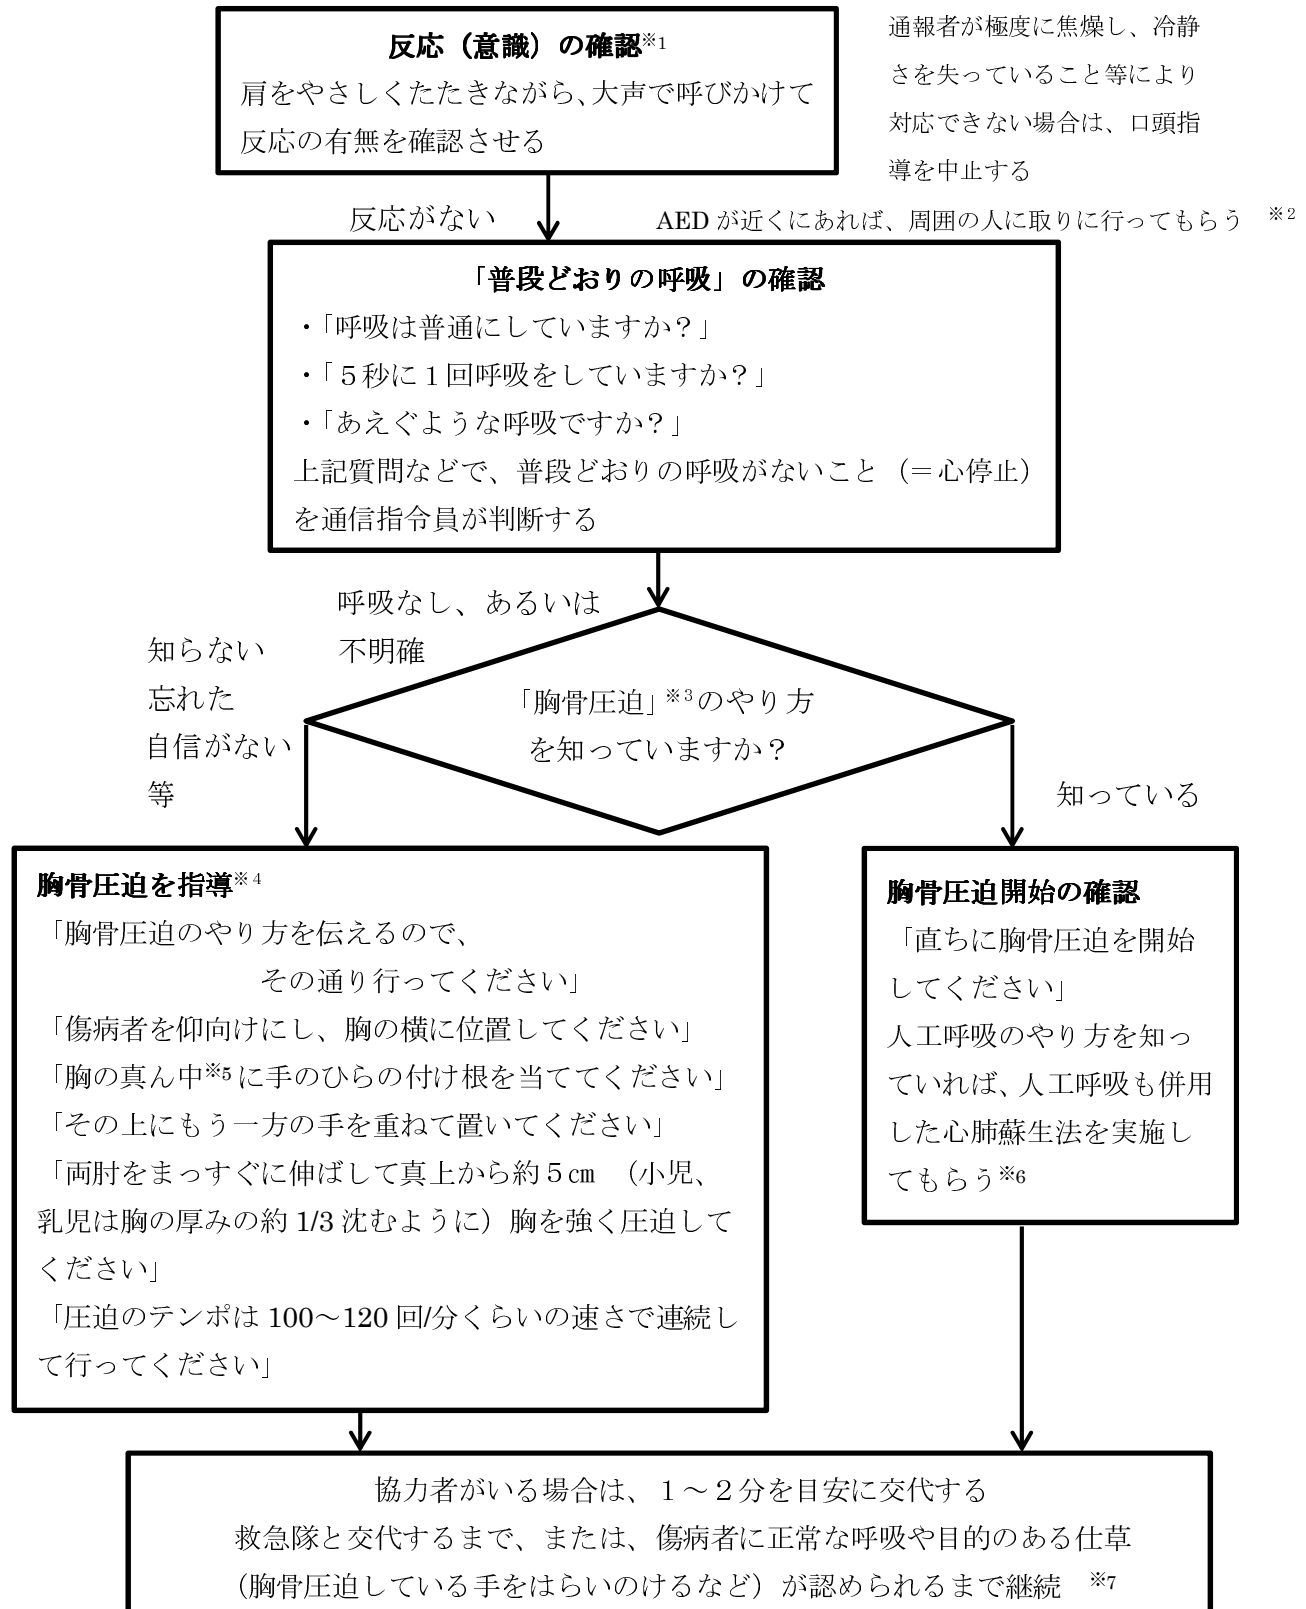 反応（意識）の確認※1
肩をやさしくたたきながら、大声で呼びかけて
反応の有無を確認させる
通報者が極度に焦燥し、冷静
さを失っていること等により
対応できない場合は、口頭指
導を中止する
反応がない
AED が近くにあれば、周囲の人に取りに行ってもらう　※2
「普段どおりの呼吸」の確認
・「呼吸は普通にしていますか？」
・「５秒に１回呼吸をしていますか？」
・「あえぐような呼吸ですか？」
上記質問などで、普段どおりの呼吸がないこと（＝心停止）
を通信指令員が判断する
呼吸なし、あるいは
不明確
知らない
忘れた
自信がない
等
「胸骨圧迫」※3のやり方
を知っていますか？
知っている
胸骨圧迫を指導※4
「胸骨圧迫のやり方を伝えるので、
その通り行ってください」
「傷病者を仰向けにし、胸の横に位置してください」
「胸の真ん中※5に手のひらの付け根を当ててください」
「その上にもう一方の手を重ねて置いてください」
「両肘をまっすぐに伸ばして真上から約５㎝　（小児、
乳児は胸の厚みの約 1/3 沈むように）胸を強く圧迫して
ください」
「圧迫のテンポは 100～120 回/分くらいの速さで連続し
て行ってください」
胸骨圧迫開始の確認
「直ちに胸骨圧迫を開始
してください」
人工呼吸のやり方を知っ
ていれば、人工呼吸も併用
した心肺蘇生法を実施し
てもらう※6
協力者がいる場合は、１～２分を目安に交代する
救急隊と交代するまで、または、傷病者に正常な呼吸や目的のある仕草
（胸骨圧迫している手をはらいのけるなど）が認められるまで継続　※7